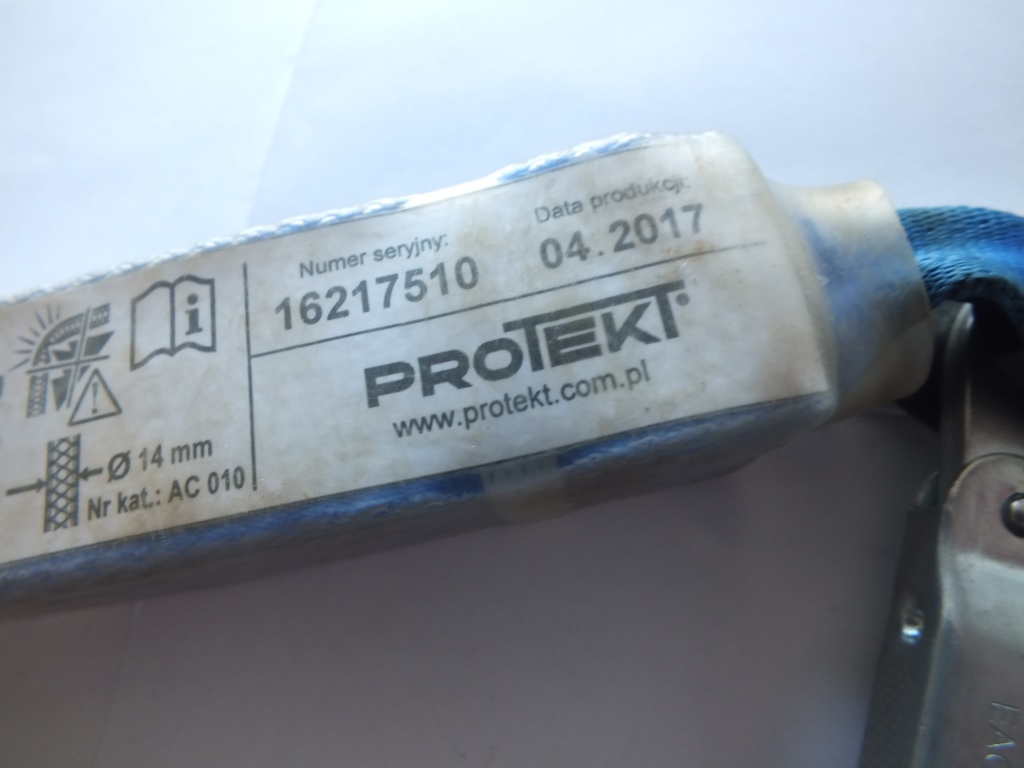 Numer seryjny:
16217510
Data produkcji:
04.2017
PROTEKT
www.protekt.com.pl
i
!
Ø 14 mm
Nr kat.: AC 010